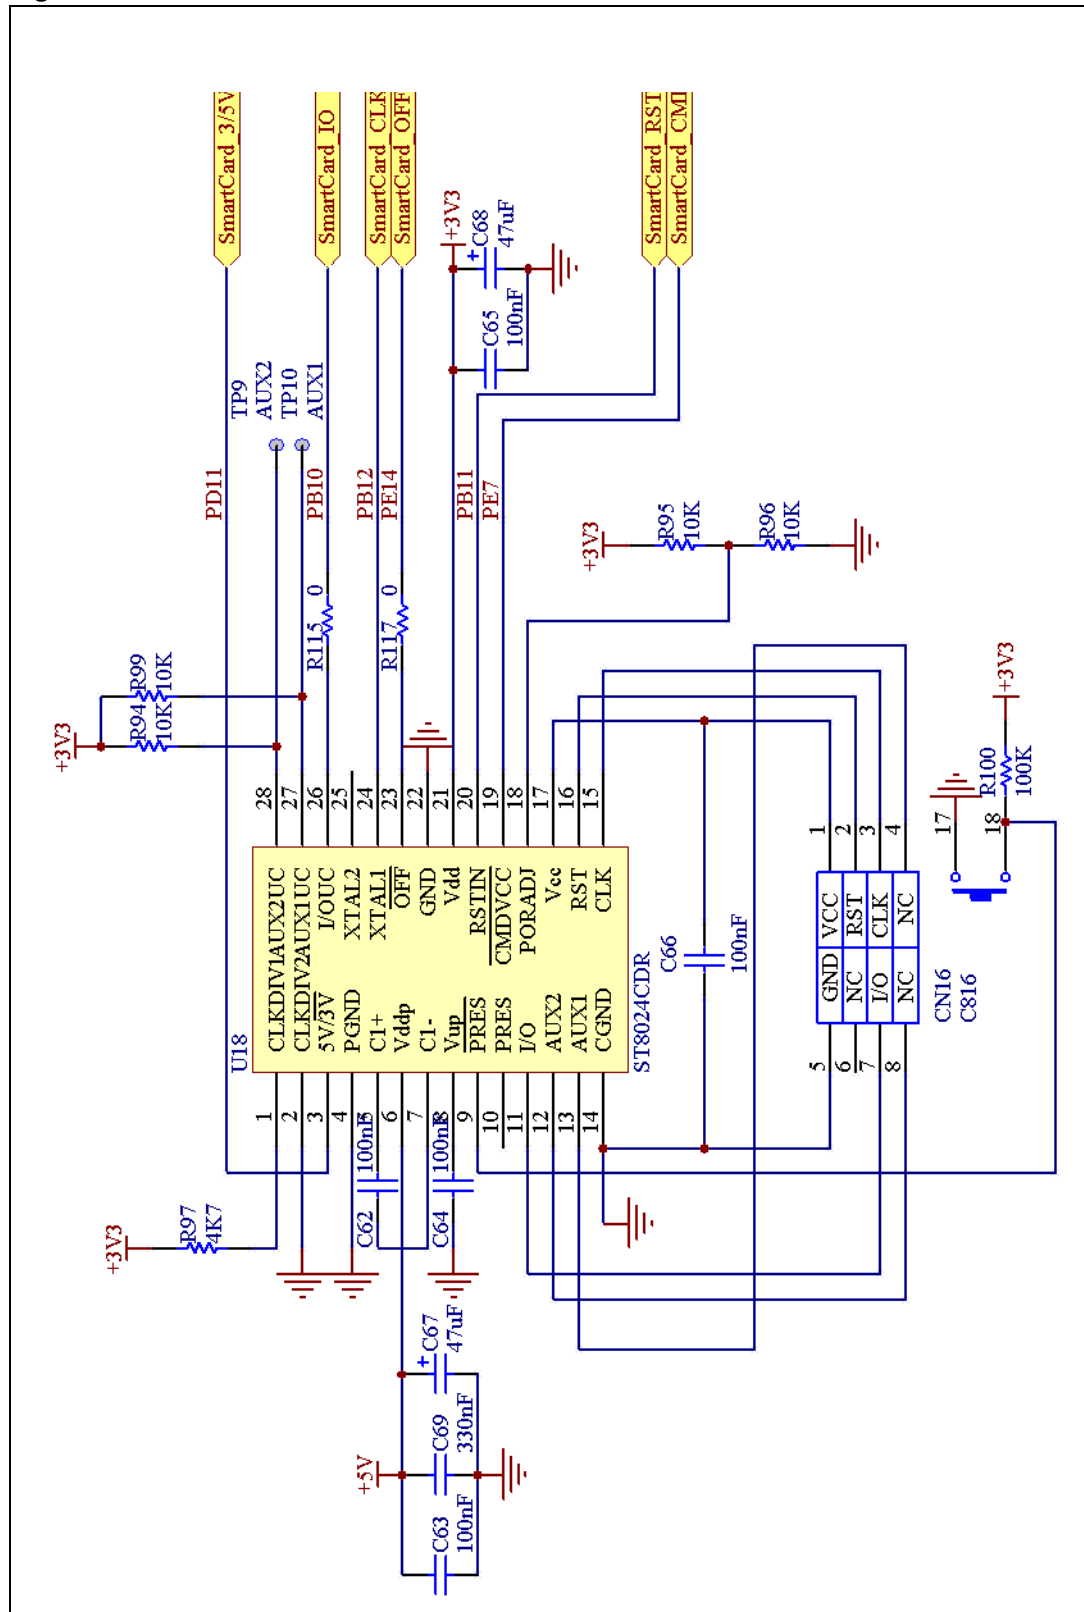 SmartCard_3/5V
SmartCard_IO
SmartCard_CLK
SmartCard_OFF
SmartCard_RST
SmartCard_CMD
+3V3
C68
47uF
C65
100nF
TP9
AUX2
TP10
AUX1
PD11
PB10
PB12
PE14
PB11
PE7
+3V3
R95
10K
R96
10K
R115
0
R117
0
R99
10K
R94
10K
+3V3
+3V3
R100
100K
28
27
26
25
24
23
22
21
20
19
18
17
16
15
1
2
3
4
17
18
CLKDIV1 AUX2UC
CLKDIV2 AUX1UC
5V/3V I/OUC
PGND XTAL2
C1+ XTAL1
Vddp OFF
C1- GND
Vup Vdd
PRES RSTIN
PRES CMDVCC
I/O PORADJ
AUX2 Vcc
AUX1 RST
CGND CLK
U18
ST8024CDR
C66
100nF
GND VCC
NC RST
I/O CLK
NC NC
CN16
C816
1
2
3
4
5
6
7
8
9
10
11
12
13
14
5
6
7
8
100nF
C62
100nF
C64
R97
4K7
+3V3
C67
+
47uF
C69
330nF
C63
100nF
+5V
+